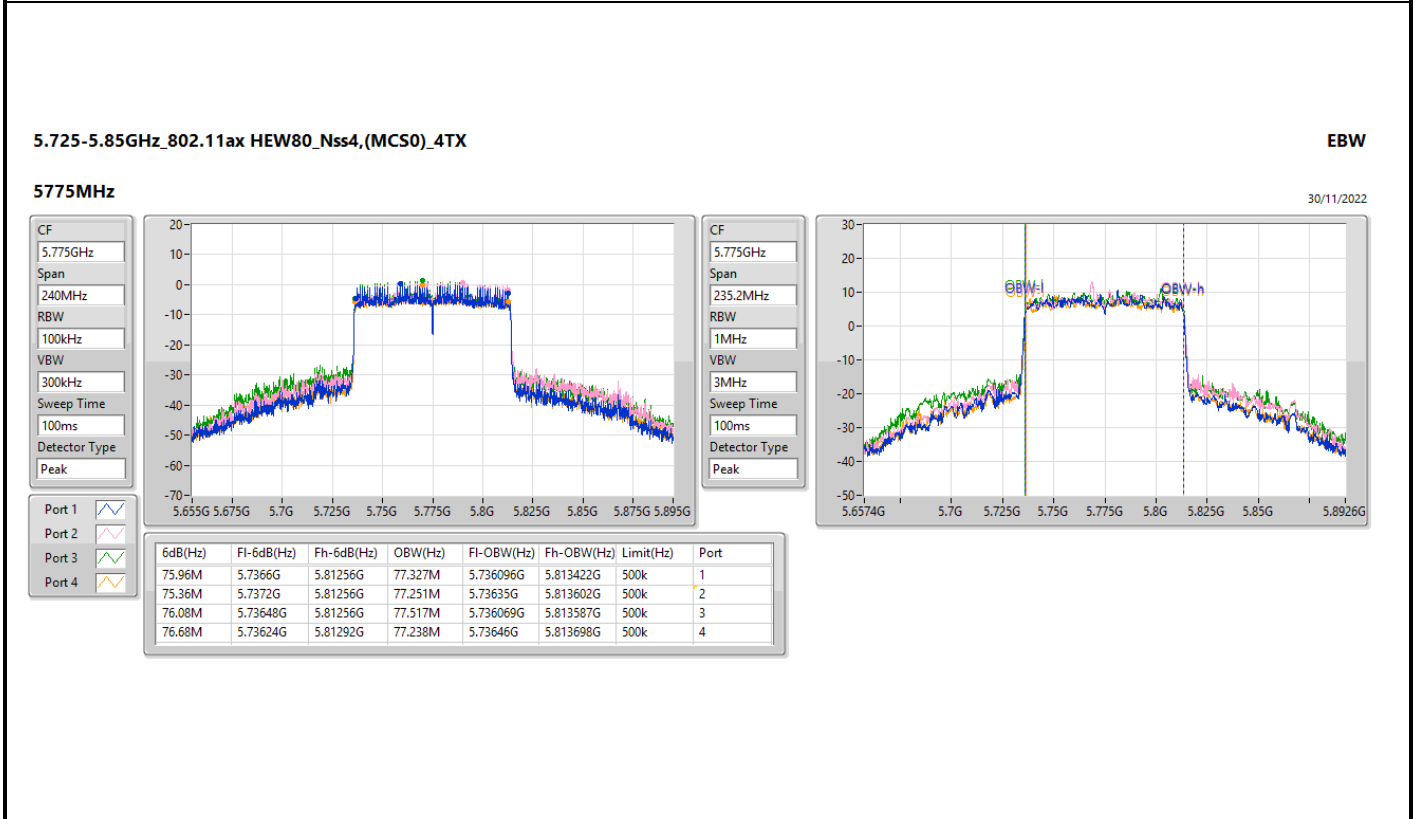 5.725-5.85GHz_802.11ax HEW80_Nss4,(MCS0)_4TX
EBW
5775MHz
30/11/2022
CF
5.775GHz
Span
240MHz
RBW
100kHz
VBW
300kHz
Sweep Time
100ms
Detector Type
Peak
20
10
0
-10
-20
-30
-40
-50
-60
-70
5.655G 5.675G 5.7G 5.725G 5.75G 5.775G 5.8G 5.825G 5.85G 5.875G 5.895G
CF
5.775GHz
Span
235.2MHz
RBW
1MHz
VBW
3MHz
Sweep Time
100ms
Detector Type
Peak
30
20
10
0
-10
-20
-30
-40
-50
OBW-l OBW-h
5.6574G 5.7G 5.725G 5.75G 5.775G 5.8G 5.825G 5.85G 5.8926G
Port 1
Port 2
Port 3
Port 4
6dB(Hz) Fl-6dB(Hz) Fh-6dB(Hz) OBW(Hz) Fl-OBW(Hz) Fh-OBW(Hz) Limit(Hz) Port
75.96M 5.7366G 5.81256G 77.327M 5.736096G 5.813422G 500k 1
75.36M 5.7372G 5.81256G 77.251M 5.73635G 5.813602G 500k 2
76.08M 5.73648G 5.81256G 77.517M 5.736069G 5.813587G 500k 3
76.68M 5.73624G 5.81292G 77.238M 5.73646G 5.813698G 500k 4